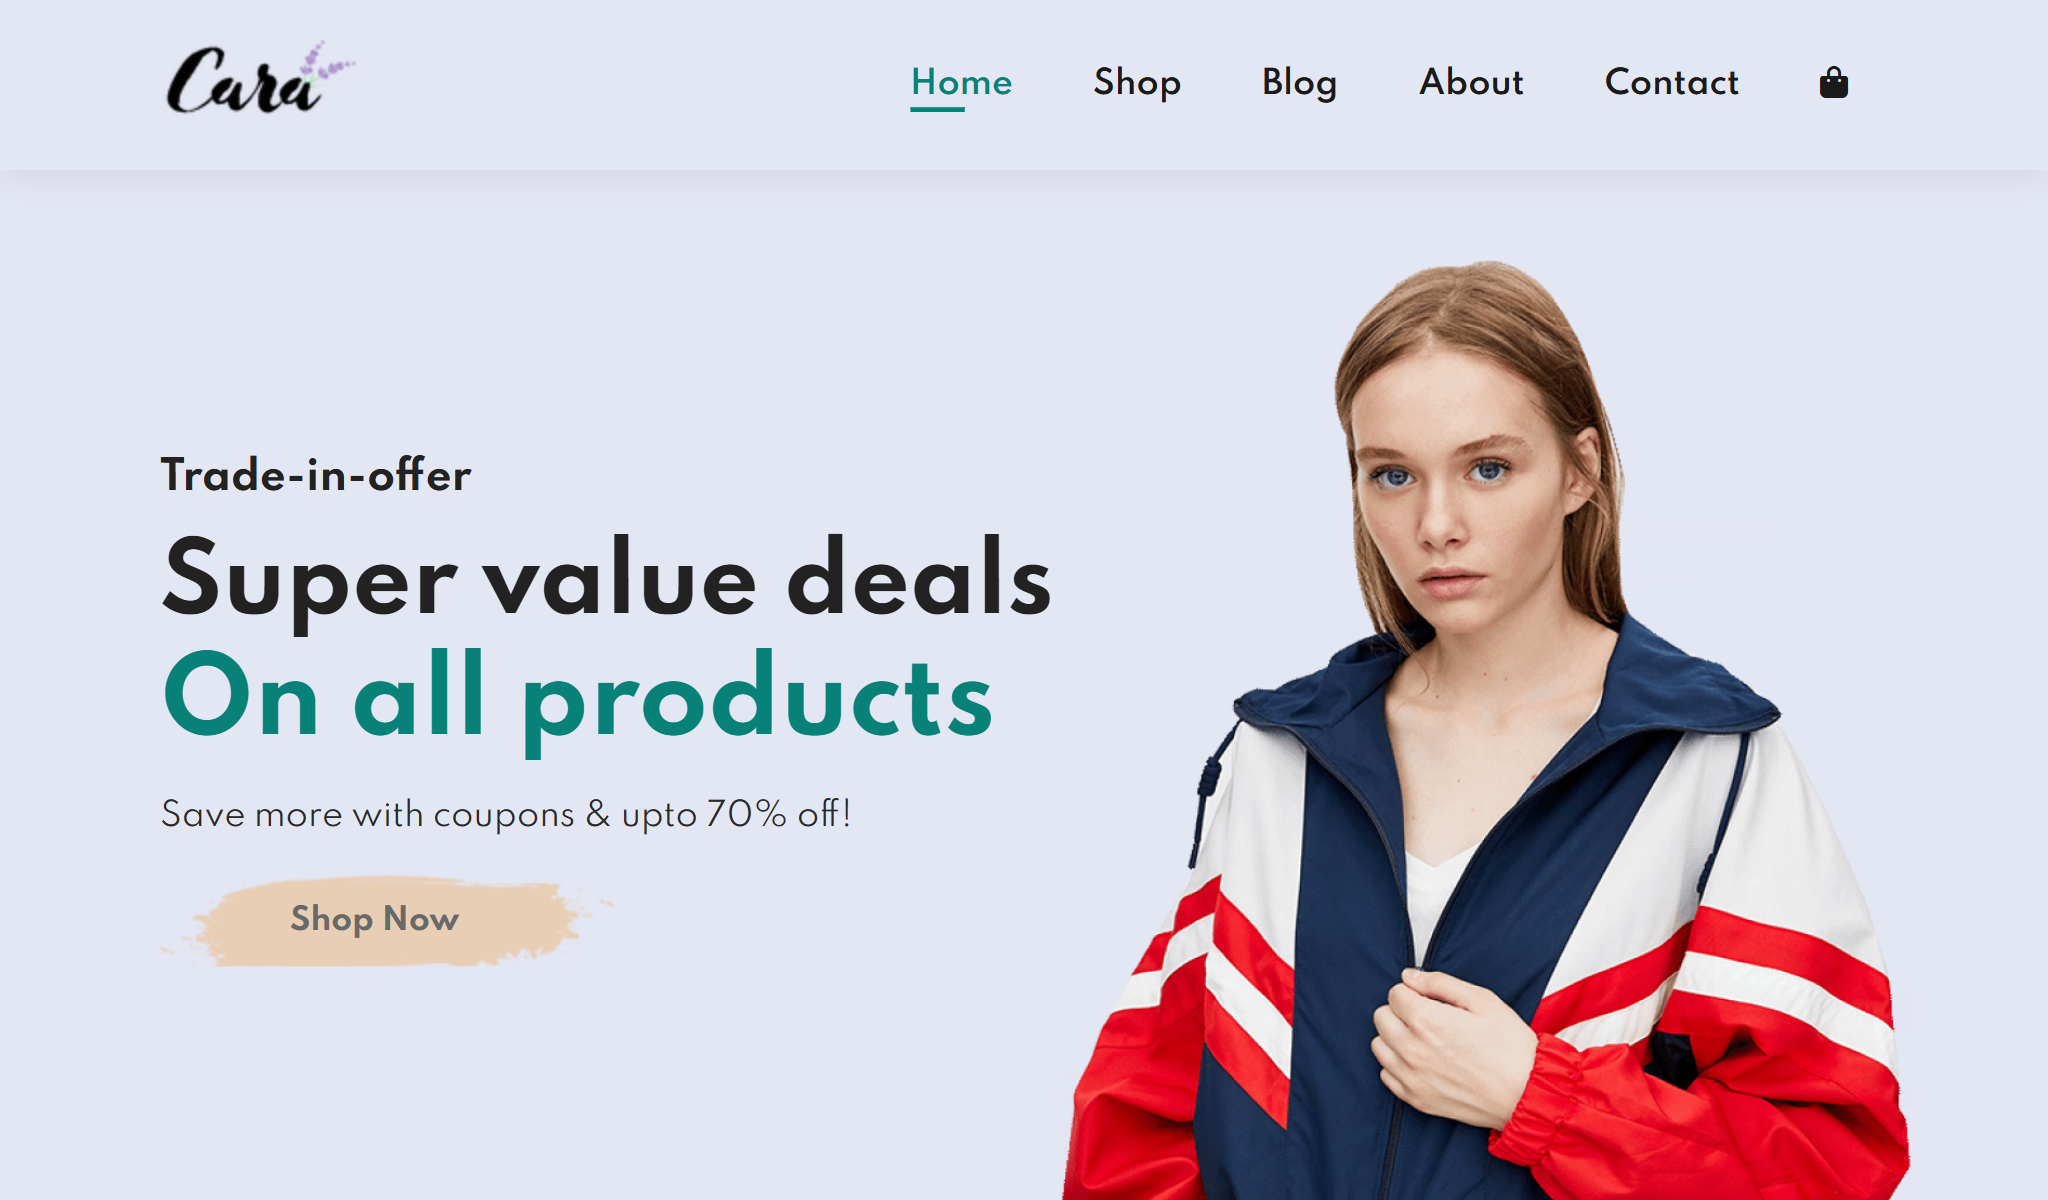 Cara
Home Shop Blog About Contact
Trade-in-offer
Super value deals
On all products
Save more with coupons & upto 70% off!
Shop Now